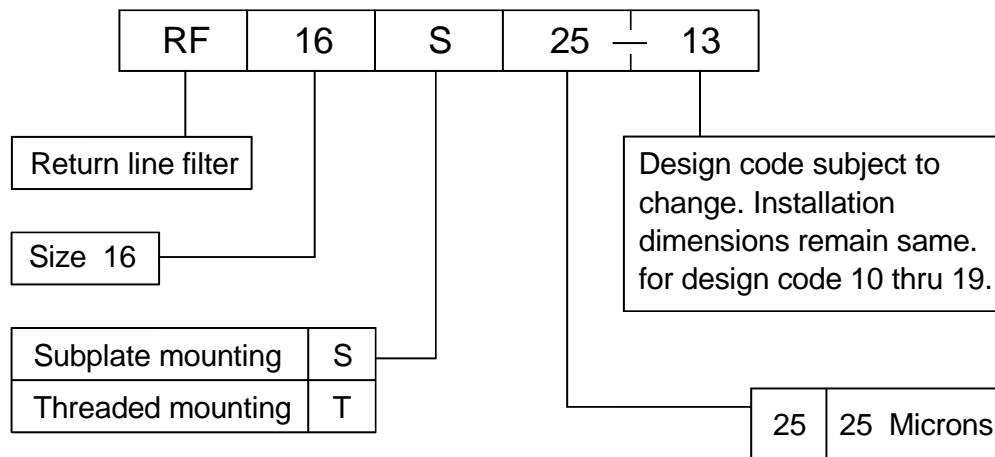 RF 16 S 25 — 13
Return line filter
Design code subject to
change. Installation
dimensions remain same.
for design code 10 thru 19.
Size 16
Subplate mounting S
Threaded mounting T
25 25 Microns